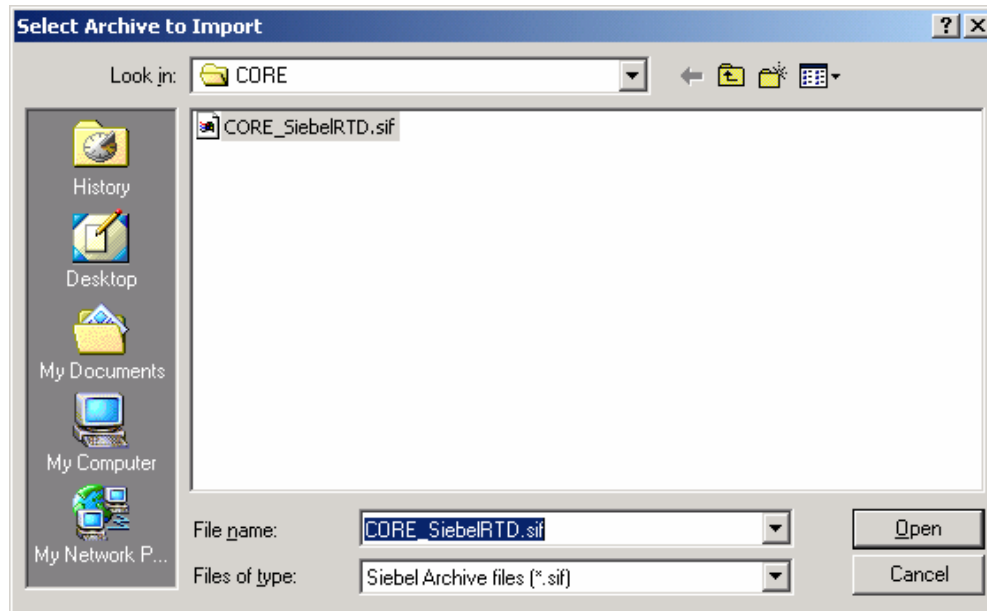 Select Archive to Import
Look in: CORE
CORE_SiebelRTD.sif
History
Desktop
My Documents
My Computer
My Network P...
File name: CORE_SiebelRTD.sif Open
Files of type: Siebel Archive files (*.sif) Cancel